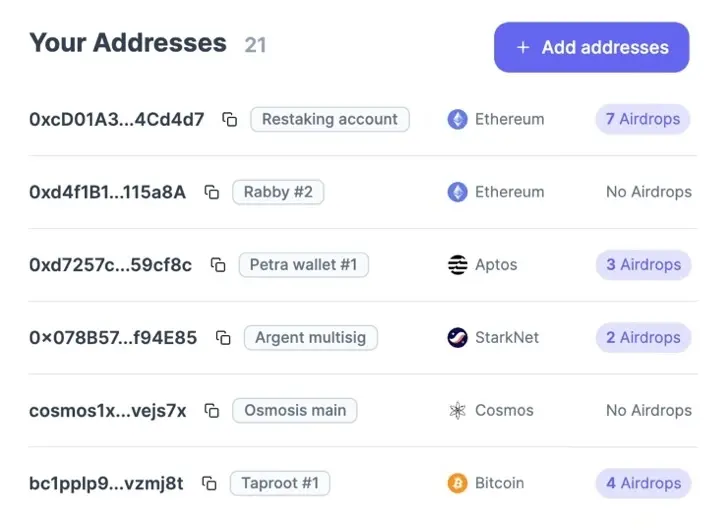 Your Addresses 21
+ Add addresses
0xcD01A3...4Cd4d7 Restaking account Ethereum 7 Airdrops
0xd4f1B1...115a8A Rabby #2 Ethereum No Airdrops
0xd7257c...59cf8c Petra wallet #1 Aptos 3 Airdrops
0×078B57...f94E85 Argent multisig StarkNet 2 Airdrops
cosmos1x...vejs7x Osmosis main Cosmos No Airdrops
bc1pplp9...vzmj8t Taproot #1 Bitcoin 4 Airdrops